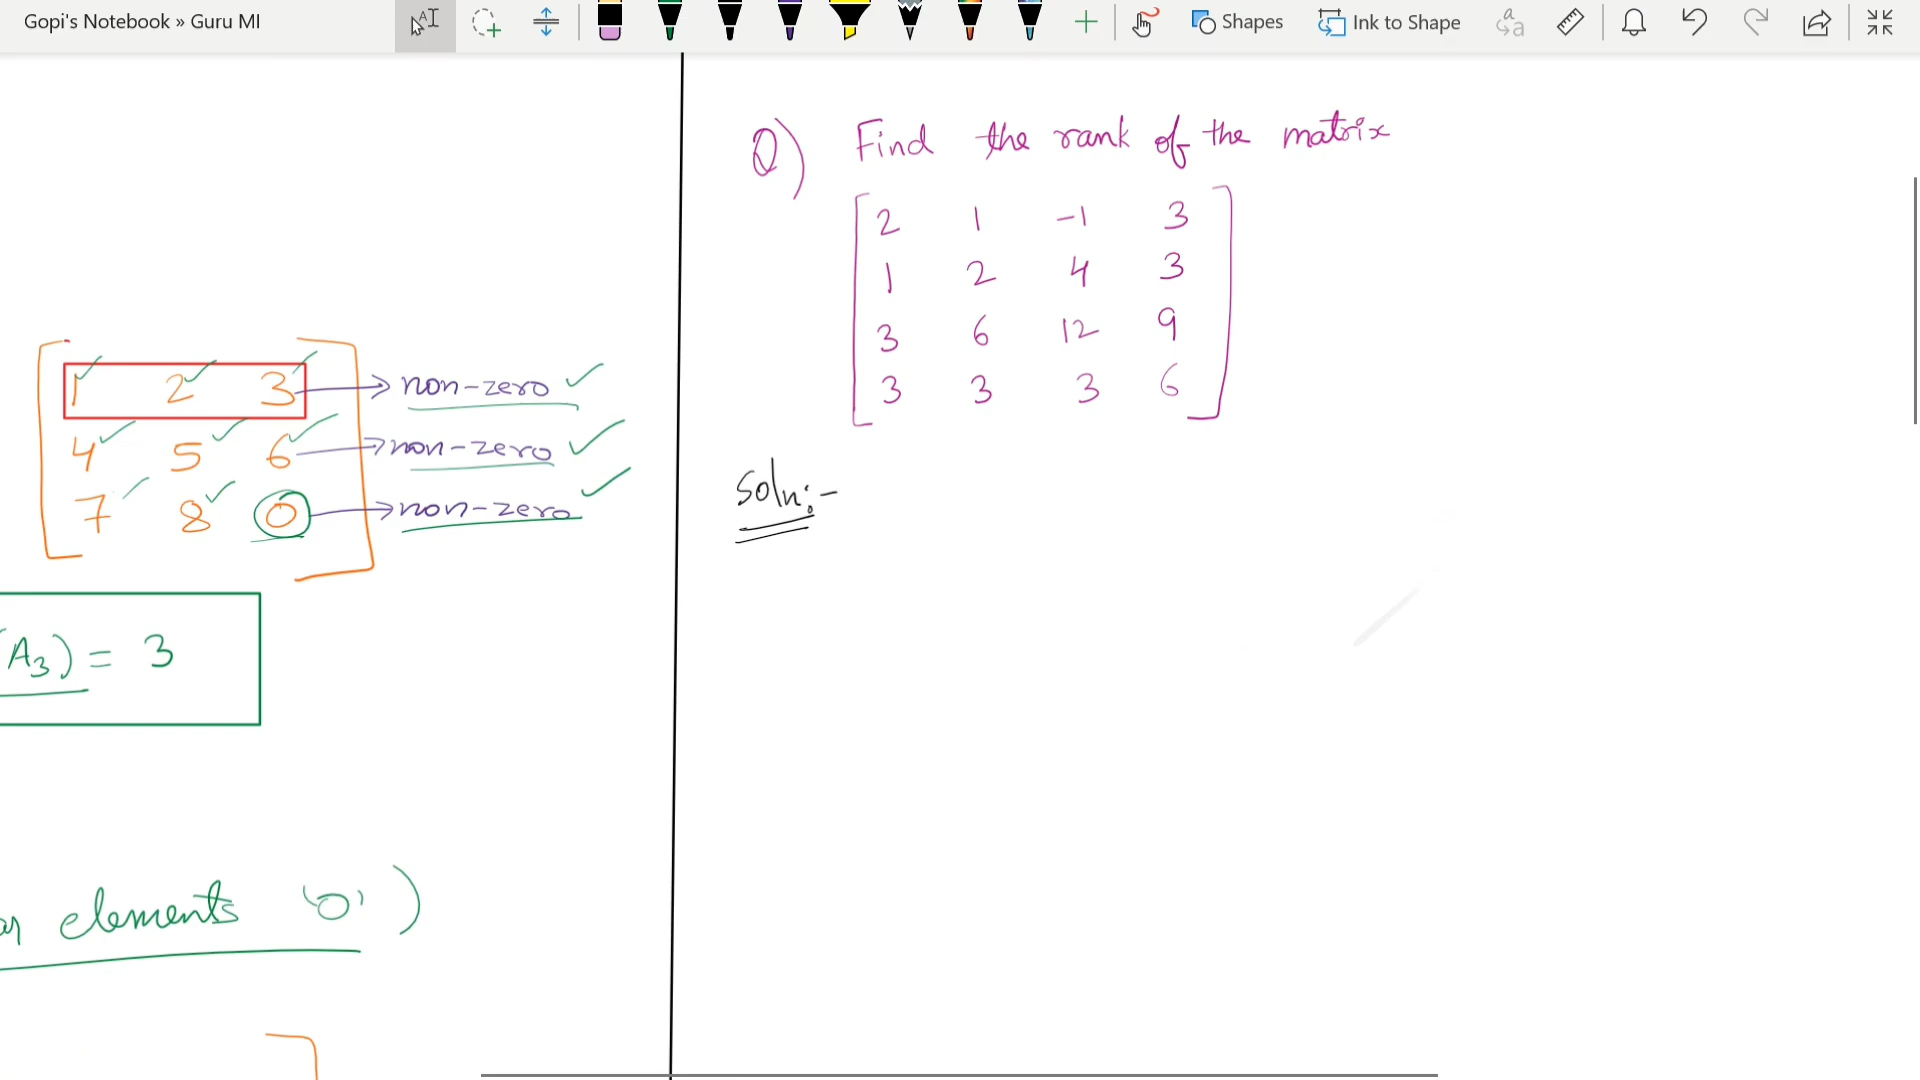 Gopi's Notebook » Guru MI
Shapes
Ink to Shape
1 2 3 → non-zero
4 5 6 → non-zero
7 8 0 → non-zero
(A₃) = 3
elements '0' )
Q) Find the rank of the matrix
2 1 -1 3
1 2 4 3
3 6 12 9
3 3 3 6
Soln:-